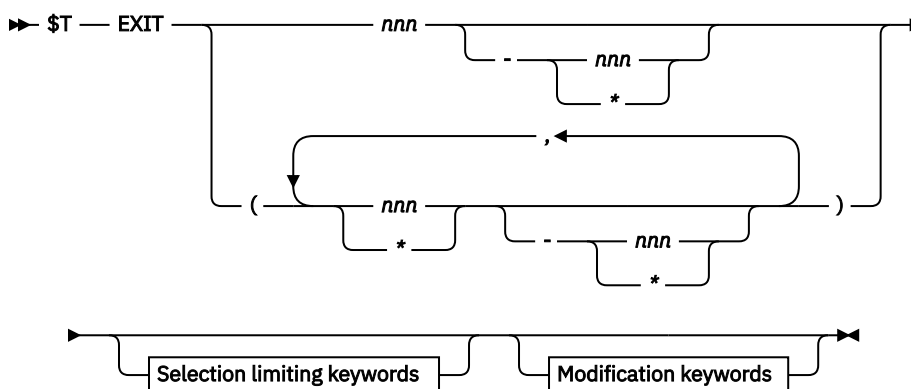 $T EXIT nnn
- nnn
*
,
( nnn )
*
- nnn
*
Selection limiting keywords Modification keywords